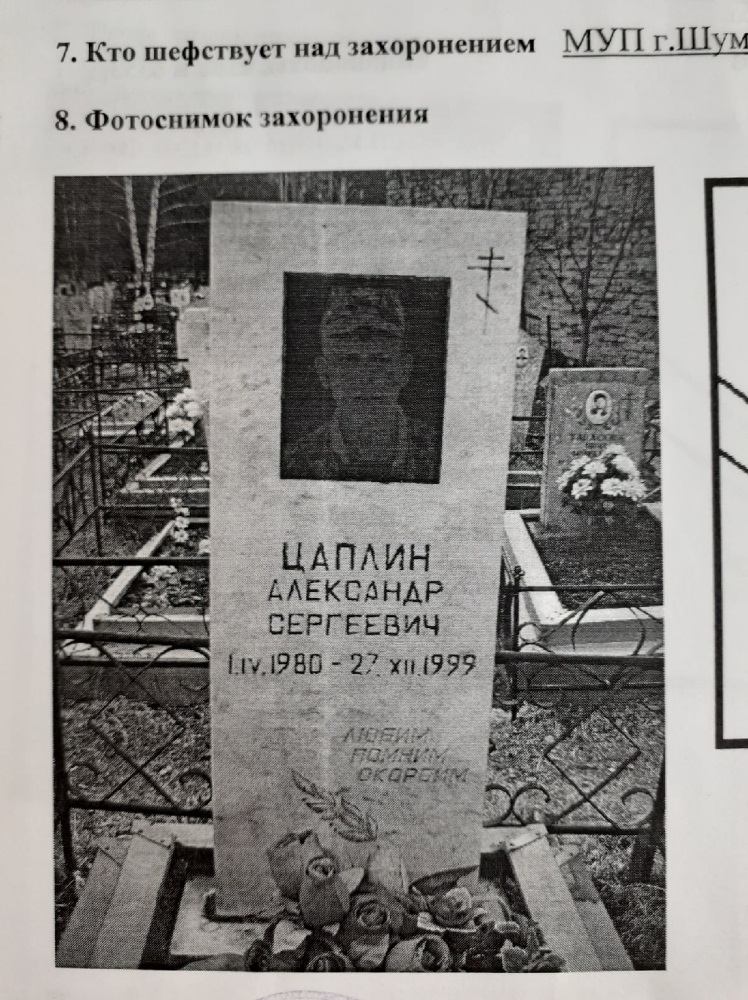 7. Кто шефствует над захоронением МУП г.Шум
8. Фотоснимок захоронения
ЦАПЛИН
АЛЕКСАНДР
СЕРГЕЕВИЧ
I.IV.1980 - 27.XII.1999
ЛЮБИМ
ПОМНИМ
СКОРБИМ